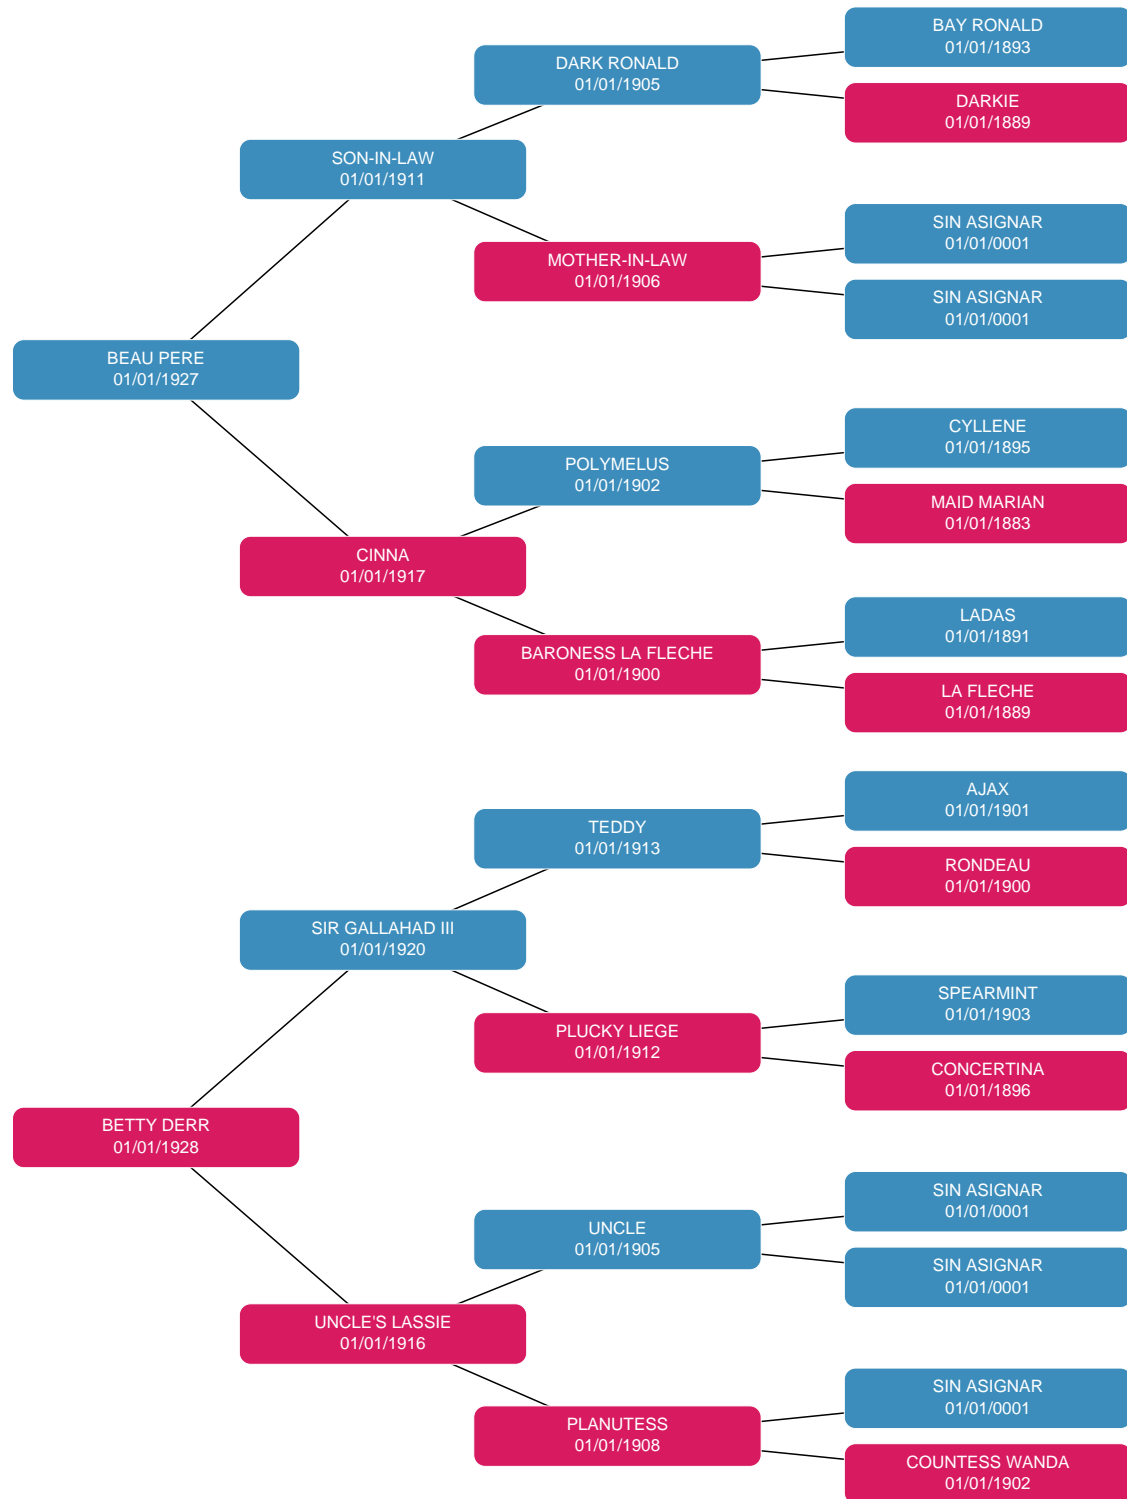 BAY RONALD
01/01/1893
DARK RONALD
01/01/1905
DARKIE
01/01/1889
SON-IN-LAW
01/01/1911
SIN ASIGNAR
01/01/0001
MOTHER-IN-LAW
01/01/1906
SIN ASIGNAR
01/01/0001
BEAU PERE
01/01/1927
CYLLENE
01/01/1895
POLYMELUS
01/01/1902
MAID MARIAN
01/01/1883
CINNA
01/01/1917
LADAS
01/01/1891
BARONESS LA FLECHE
01/01/1900
LA FLECHE
01/01/1889
AJAX
01/01/1901
TEDDY
01/01/1913
RONDEAU
01/01/1900
SIR GALLAHAD III
01/01/1920
SPEARMINT
01/01/1903
PLUCKY LIEGE
01/01/1912
CONCERTINA
01/01/1896
BETTY DERR
01/01/1928
SIN ASIGNAR
01/01/0001
UNCLE
01/01/1905
SIN ASIGNAR
01/01/0001
UNCLE'S LASSIE
01/01/1916
SIN ASIGNAR
01/01/0001
PLANUTESS
01/01/1908
COUNTESS WANDA
01/01/1902